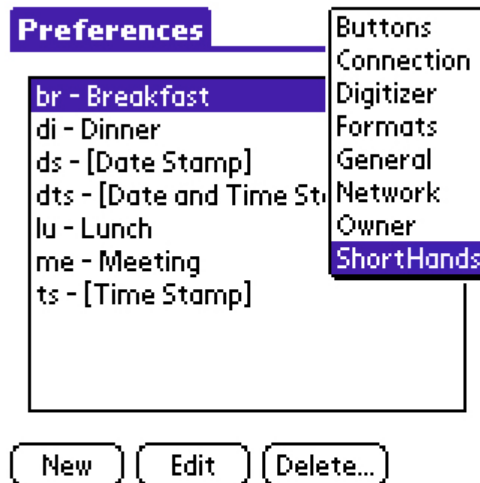 Preferences
Buttons
Connection
Digitizer
Formats
General
Network
Owner
ShortHands
br - Breakfast
di - Dinner
ds - [Date Stamp]
dts - [Date and Time
lu - Lunch
me - Meeting
ts - [Time Stamp]
New
Edit
Delete...